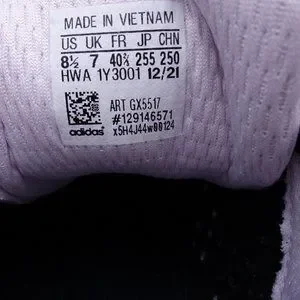 MADE IN VIETNAM
US UK FR JP CHN
8½ 7 40⅔ 255 250
HWA 1Y3001 12/21
ART GX5517
#129146571
adidas x5H4J44w00124